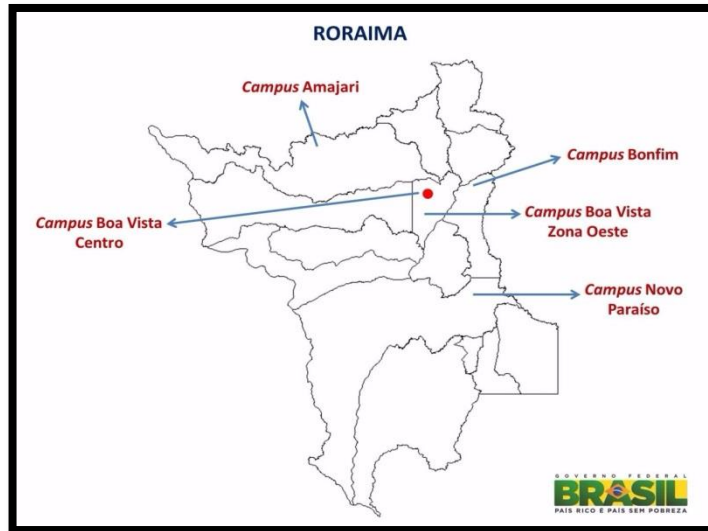 RORAIMA
Campus Amajari
Campus Bonfim
Campus Boa Vista
Centro
Campus Boa Vista
Zona Oeste
Campus Novo
Paraíso
GOVERNO FEDERAL
BRASIL
PAÍS RICO É PAÍS SEM POBREZA